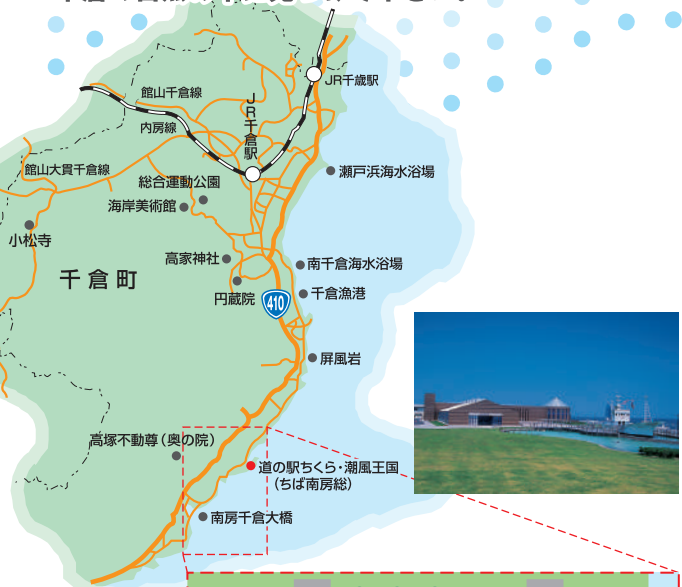 JR千歳駅
館山千倉線
JR千倉駅
内房線
館山大貫千倉線
瀬戸浜海水浴場
総合運動公園
海岸美術館
小松寺
高家神社
南千倉海水浴場
千倉町
円蔵院
410
千倉漁港
屏風岩
高塚不動尊(奥の院)
道の駅ちくら・潮風王国
(ちば南房総)
南房千倉大橋